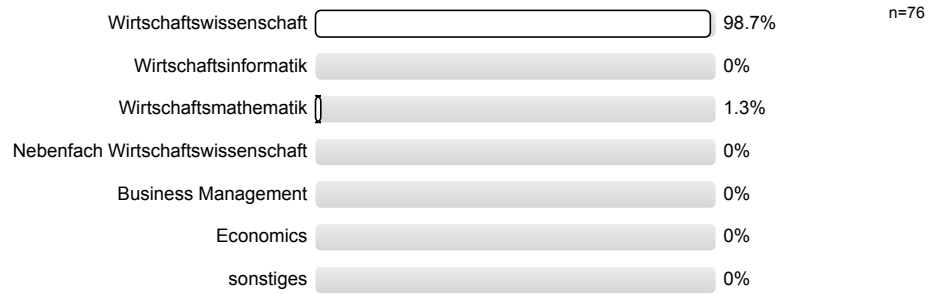 Wirtschaftswissenschaft 98.7% n=76
Wirtschaftsinformatik 0%
Wirtschaftsmathematik 1.3%
Nebenfach Wirtschaftswissenschaft 0%
Business Management 0%
Economics 0%
sonstiges 0%